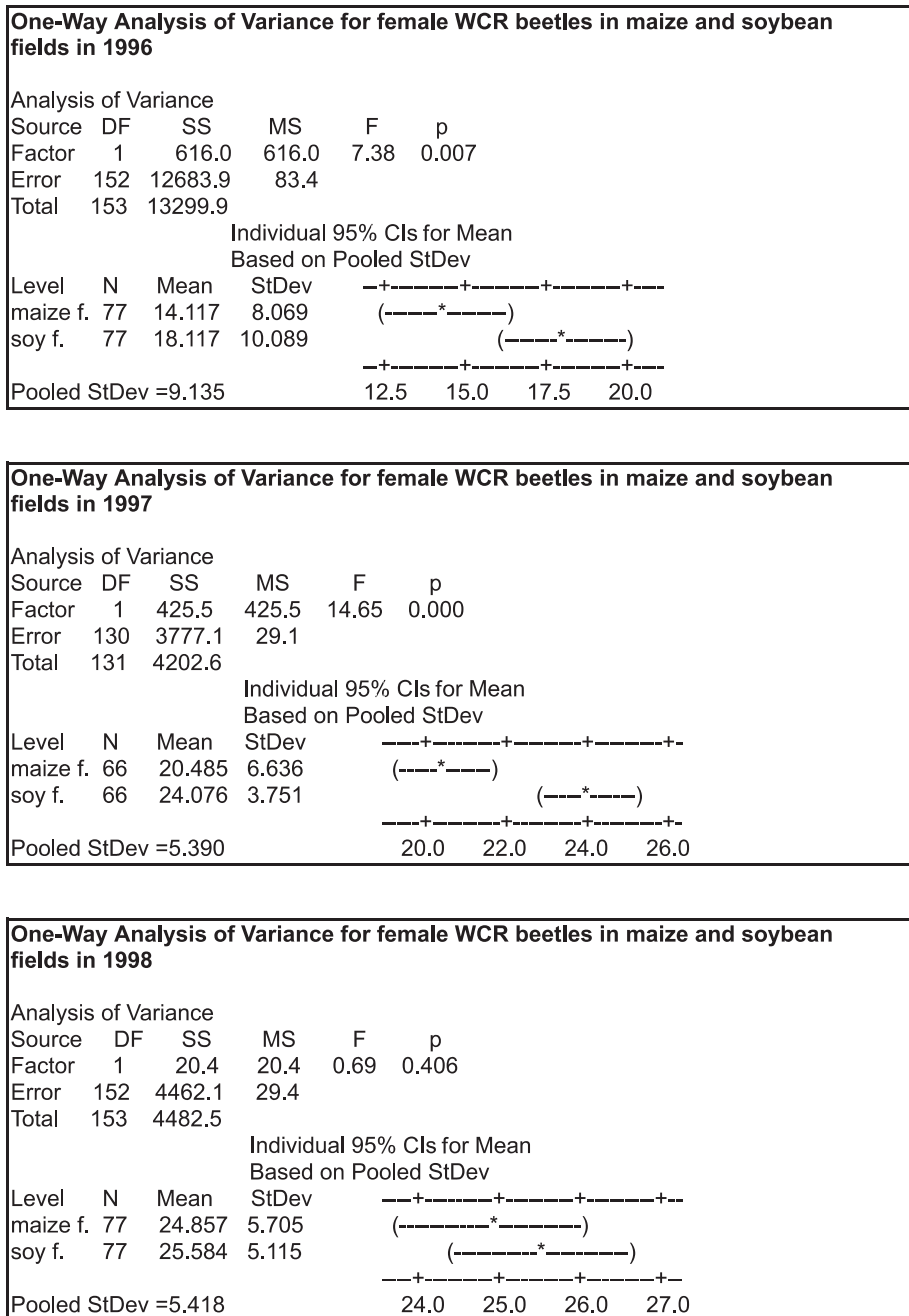 One-Way Analysis of Variance for female WCR beetles in maize and soybean
fields in 1996
Analysis of Variance
Source DF SS MS F p
Factor 1 616.0 616.0 7.38 0.007
Error 152 12683.9 83.4
Total 153 13299.9
Individual 95% CIs for Mean
Based on Pooled StDev
Level N Mean StDev —+————+————+————+——
maize f. 77 14.117 8.069 (———*————)
soy f. 77 18.117 10.089 (———*————)
—+————+————+————+——
Pooled StDev =9.135 12.5 15.0 17.5 20.0
One-Way Analysis of Variance for female WCR beetles in maize and soybean
fields in 1997
Analysis of Variance
Source DF SS MS F p
Factor 1 425.5 425.5 14.65 0.000
Error 130 3777.1 29.1
Total 131 4202.6
Individual 95% CIs for Mean
Based on Pooled StDev
Level N Mean StDev ——+————+————+————+-
maize f. 66 20.485 6.636 (——*———)
soy f. 66 24.076 3.751 (——*———)
——+————+————+————+-
Pooled StDev =5.390 20.0 22.0 24.0 26.0
One-Way Analysis of Variance for female WCR beetles in maize and soybean
fields in 1998
Analysis of Variance
Source DF SS MS F p
Factor 1 20.4 20.4 0.69 0.406
Error 152 4462.1 29.4
Total 153 4482.5
Individual 95% CIs for Mean
Based on Pooled StDev
Level N Mean StDev ——+————+————+————+--
maize f. 77 24.857 5.705 (—————*—————)
soy f. 77 25.584 5.115 (—————*—————)
——+————+————+————+—
Pooled StDev =5.418 24.0 25.0 26.0 27.0